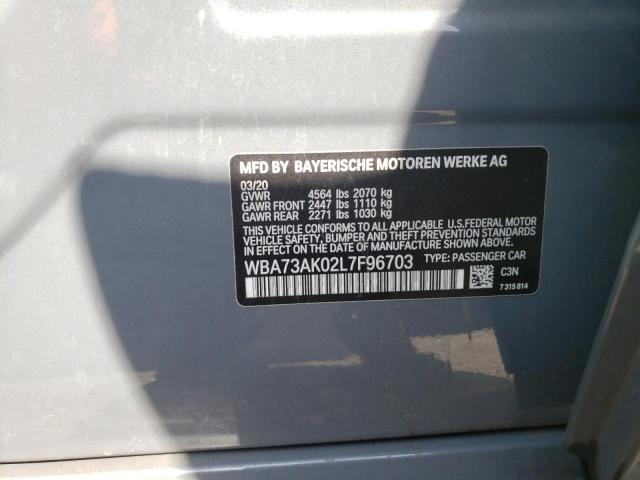 MFD BY BAYERISCHE MOTOREN WERKE AG
03/20
GVWR 4564 lbs 2070 kg
GAWR FRONT 2447 lbs 1110 kg
GAWR REAR 2271 lbs 1030 kg
THIS VEHICLE CONFORMS TO ALL APPLICABLE U.S.FEDERAL MOTOR
VEHICLE SAFETY, BUMPER, AND THEFT PREVENTION STANDARDS
IN EFFECT ON THE DATE OF MANUFACTURE SHOWN ABOVE.
WBA73AK02L7F96703 TYPE: PASSENGER CAR
C3N
7 315 814